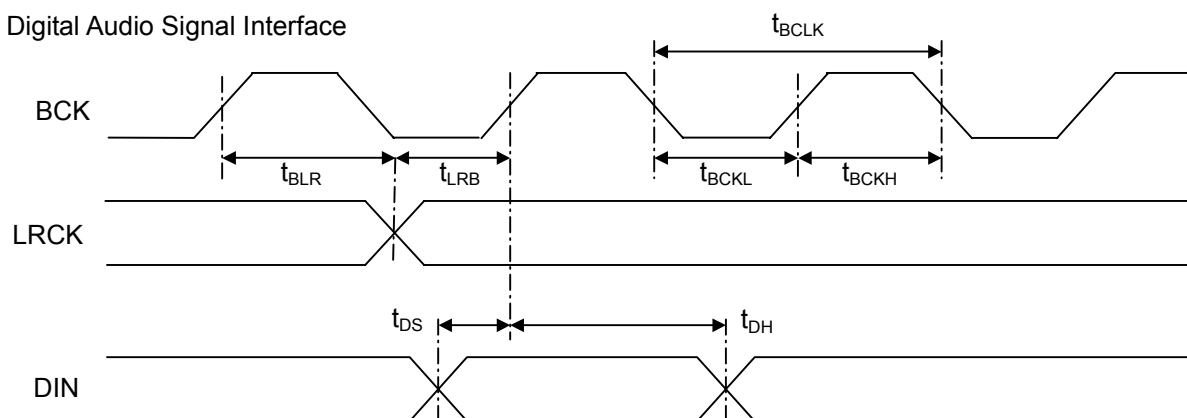 Digital Audio Signal Interface
tBCLK
BCK
tBLR
tLRB
tBCKL
tBCKH
LRCK
tDS
tDH
DIN